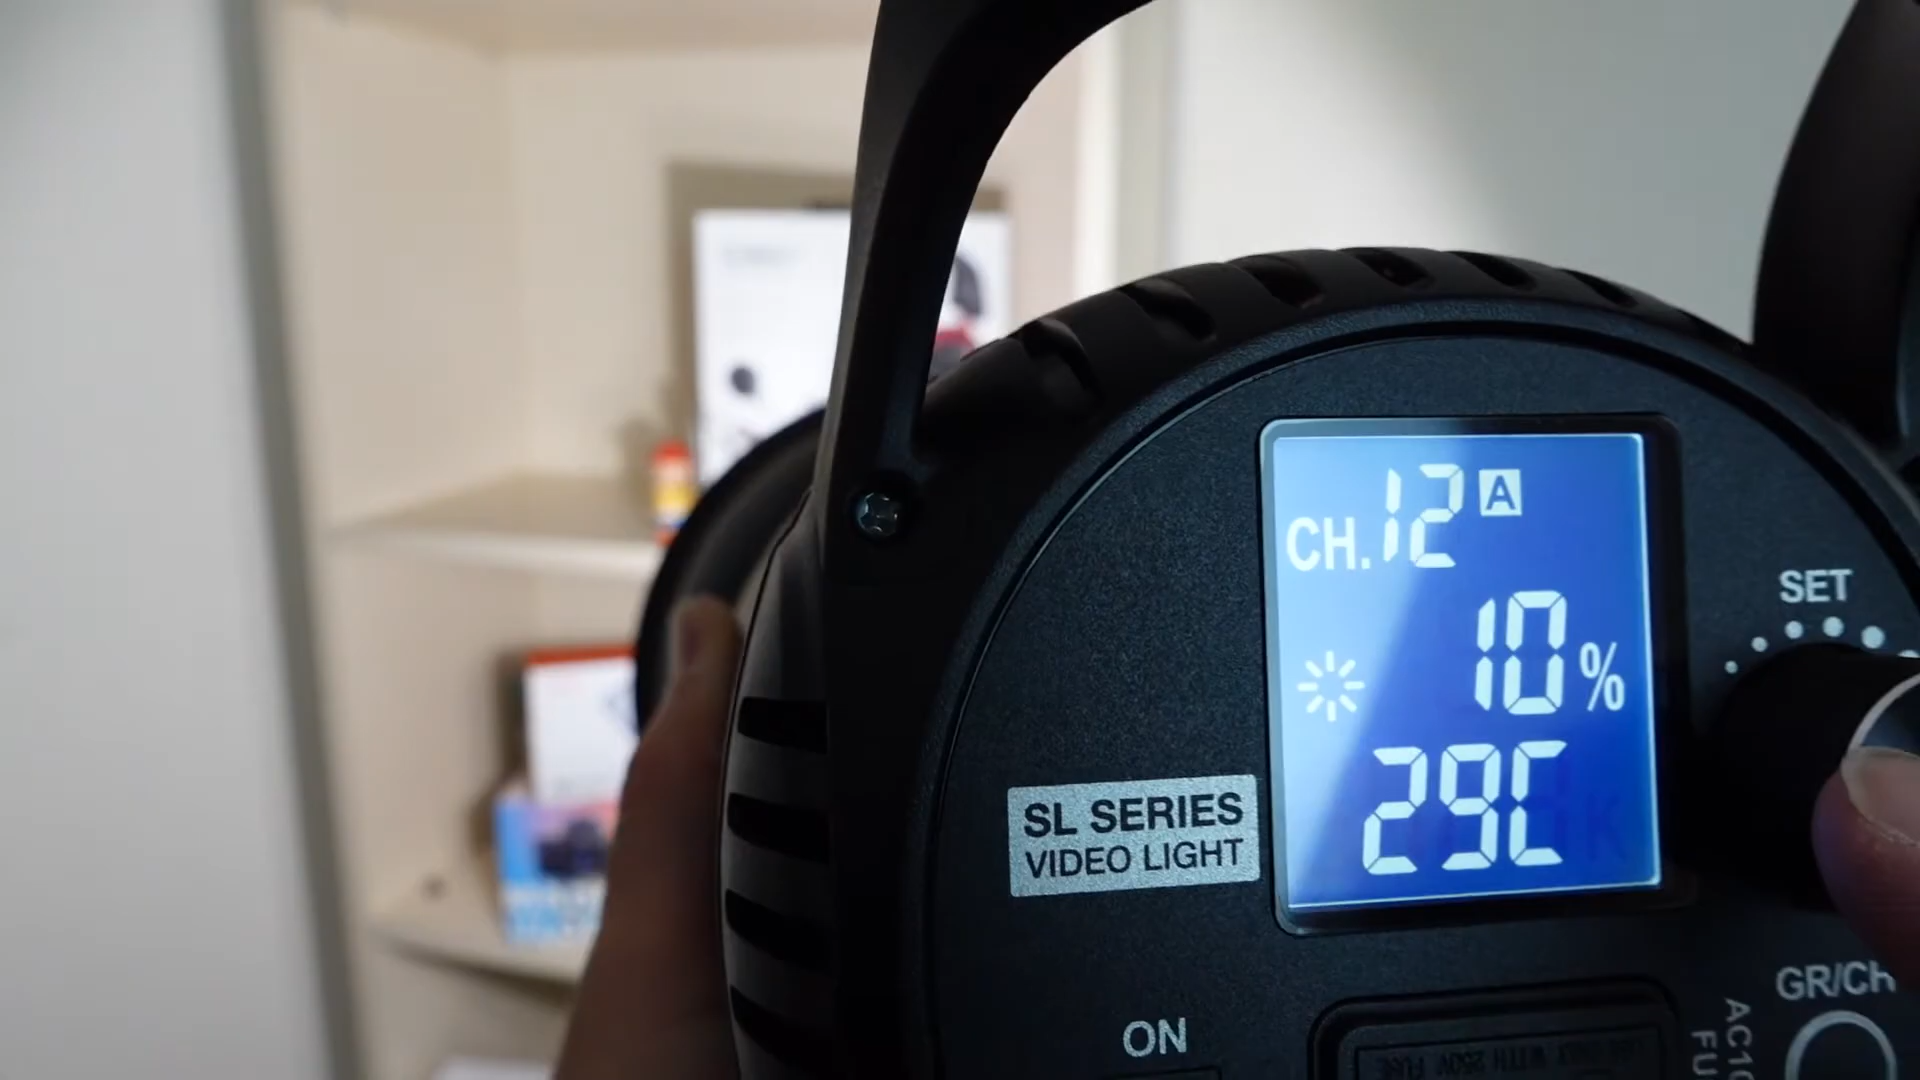 CH. 12 A
10 %
29C
SET
SL SERIES
VIDEO LIGHT
GR/CH
ON